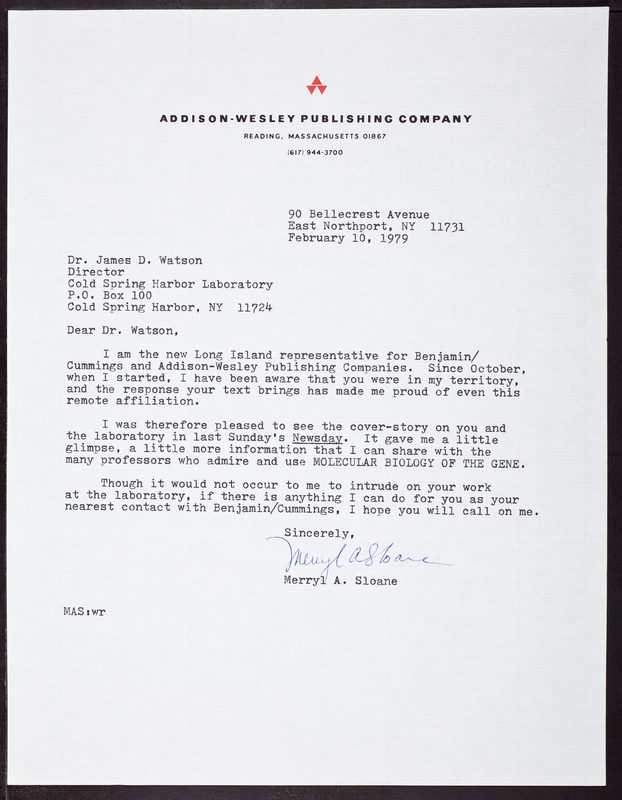 ADDISON-WESLEY PUBLISHING COMPANY
READING, MASSACHUSETTS 01867
(617) 944-3700
90 Bellecrest Avenue
East Northport, NY  11731
February 10, 1979
Dr. James D. Watson
Director
Cold Spring Harbor Laboratory
P.O. Box 100
Cold Spring Harbor, NY  11724
Dear Dr. Watson,
I am the new Long Island representative for Benjamin/
Cummings and Addison-Wesley Publishing Companies.  Since October,
when I started, I have been aware that you were in my territory,
and the response your text brings has made me proud of even this
remote affiliation.
I was therefore pleased to see the cover-story on you and
the laboratory in last Sunday's Newsday.  It gave me a little
glimpse, a little more information that I can share with the
many professors who admire and use MOLECULAR BIOLOGY OF THE GENE.
Though it would not occur to me to intrude on your work
at the laboratory, if there is anything I can do for you as your
nearest contact with Benjamin/Cummings, I hope you will call on me.
Sincerely,
Merryl A Sloane
Merryl A. Sloane
MAS:wr